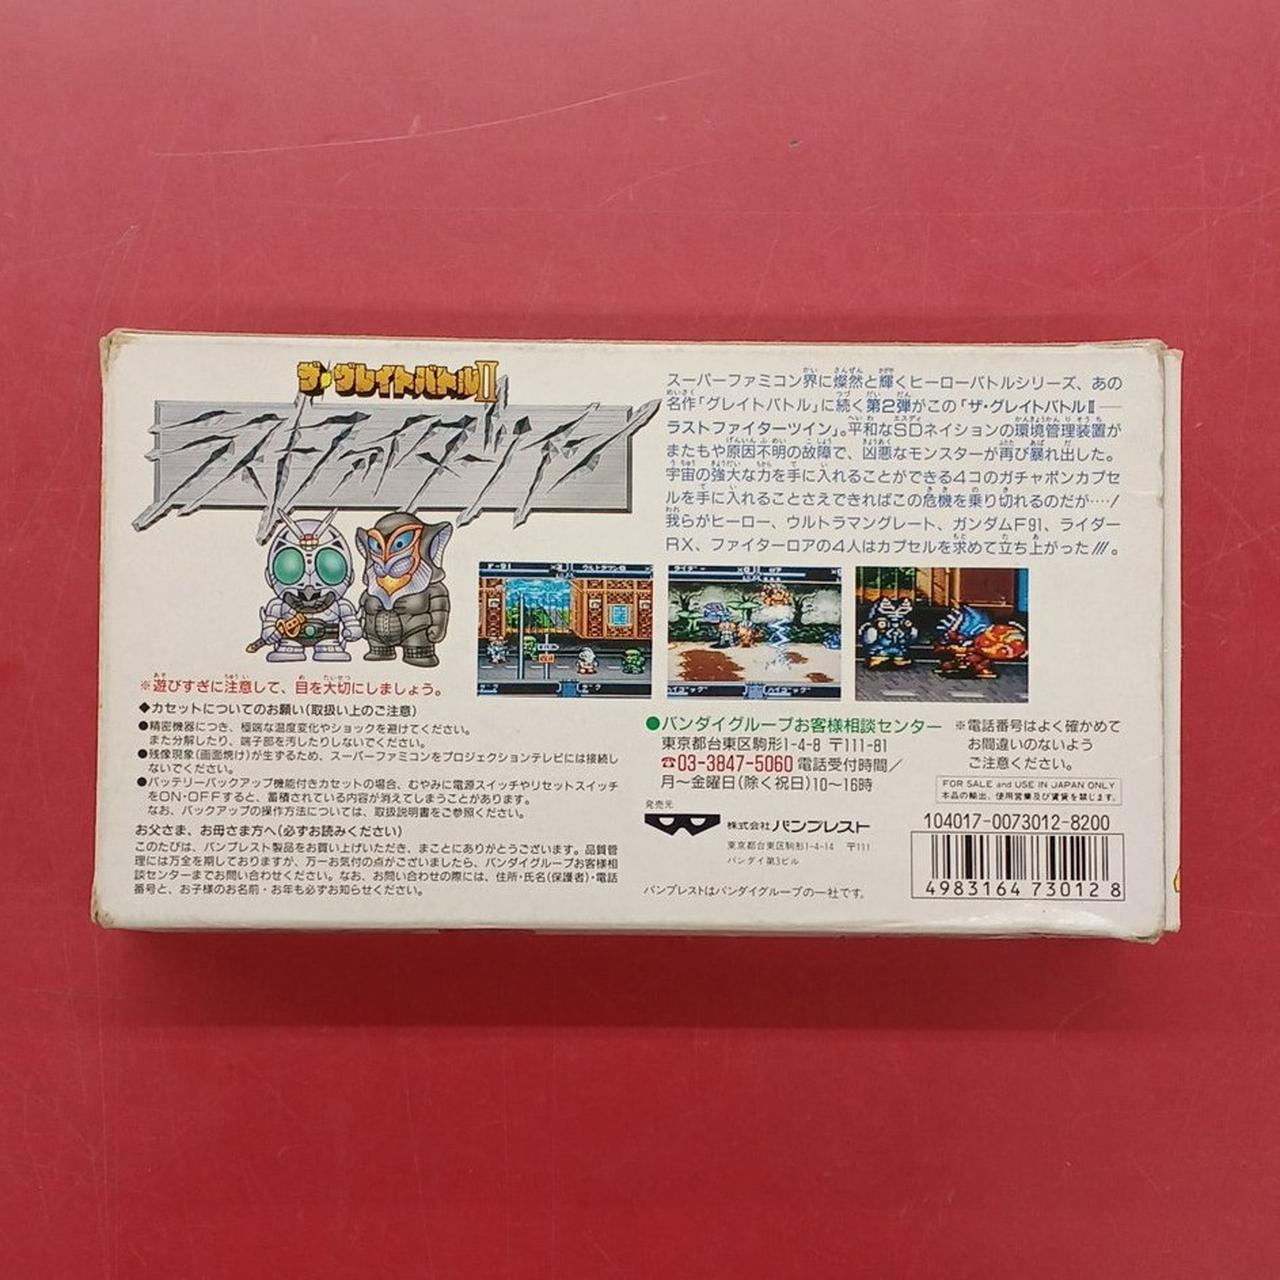 ザ・グレイトバトルII
ラストファイターツイン
スーパーファミコン界に燦然と輝くヒーローバトルシリーズ、あの
名作「グレイトバトル」に続く第2弾がこの「ザ・グレイトバトルII―
ラストファイターツイン」。平和なSDネイションの環境管理装置が
またもや原因不明の故障で、凶悪なモンスターが再び暴れ出した。
宇宙の強大な力を手に入れることができる4コのガチャポンカプセ
ルを手に入れることさえできればこの危機を乗り切れるのだが…!
我らがヒーロー、ウルトラマングレート、ガンダムF91、ライダー
RX、ファイターロアの4人はカプセルを求めて立ち上がった!!!。
※遊びすぎに注意して、目を大切にしましょう。
◆カセットについてのお願い(取扱い上のご注意)
●精密機器につき、極端な温度変化やショックを避けてください。
また分解したり、端子部を汚したりしないでください。
●残像現象(画面焼け)が生ずるため、スーパーファミコンをプロジェクションテレビには接続し
ないでください。
●バッテリーバックアップ機能付きカセットの場合、むやみに電源スイッチやリセットスイッチ
をON・OFFすると、蓄積されている内容が消えてしまうことがあります。
なお、バックアップの操作方法については、取扱説明書をご参照ください。
お父さま、お母さま方へ(必ずお読みください)
このたびは、バンプレスト製品をお買い上げいただき、まことにありがとうございます。品質管
理には万全を期しておりますが、万一お気付の点がございましたら、バンダイグループお客様相
談センターまでお問い合わせください。なお、お問い合わせの際には、住所・氏名(保護者)・電話
番号と、お子様のお名前・お年も必ずお知らせください。
●バンダイグループお客様相談センター
東京都台東区駒形1-4-8 〒111-81
☎03-3847-5060 電話受付時間/
月～金曜日(除く祝日)10～16時
※電話番号はよく確かめて
お間違いのないよう
ご注意ください。
FOR SALE and USE IN JAPAN ONLY
本品の輸出、使用営業及び賃貸を禁じます。
発売元
株式会社バンプレスト
東京都台東区駒形1-4-14 〒111
バンダイ第3ビル
バンプレストはバンダイグループの一社です。
104017-0073012-8200
4983164 73012 8